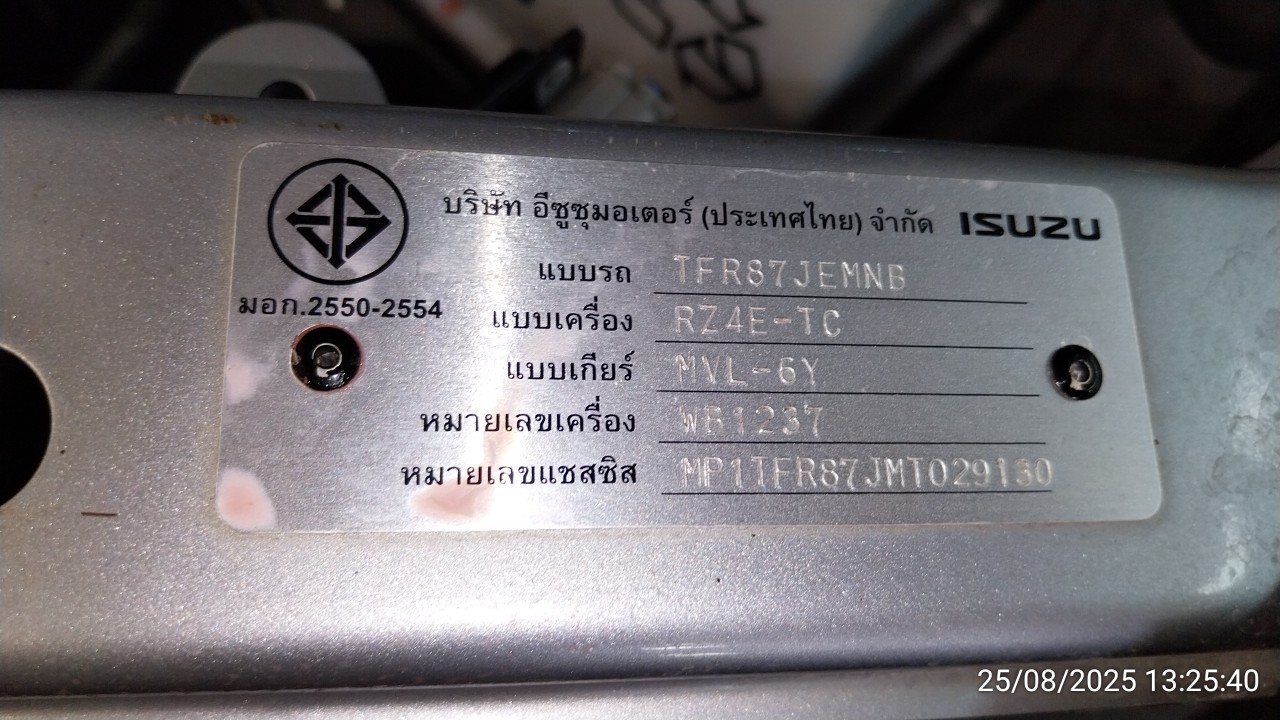 บริษัท อีซูซุมอเตอร์ (ประเทศไทย) จำกัด ISUZU
มอก.2550-2554
แบบรถ TFR87JEMNB
แบบเครื่อง RZ4E-TC
แบบเกียร์ MVL-6Y
หมายเลขเครื่อง WB1237
หมายเลขแชสซิส MP1TFR87JMT029130
25/08/2025 13:25:40